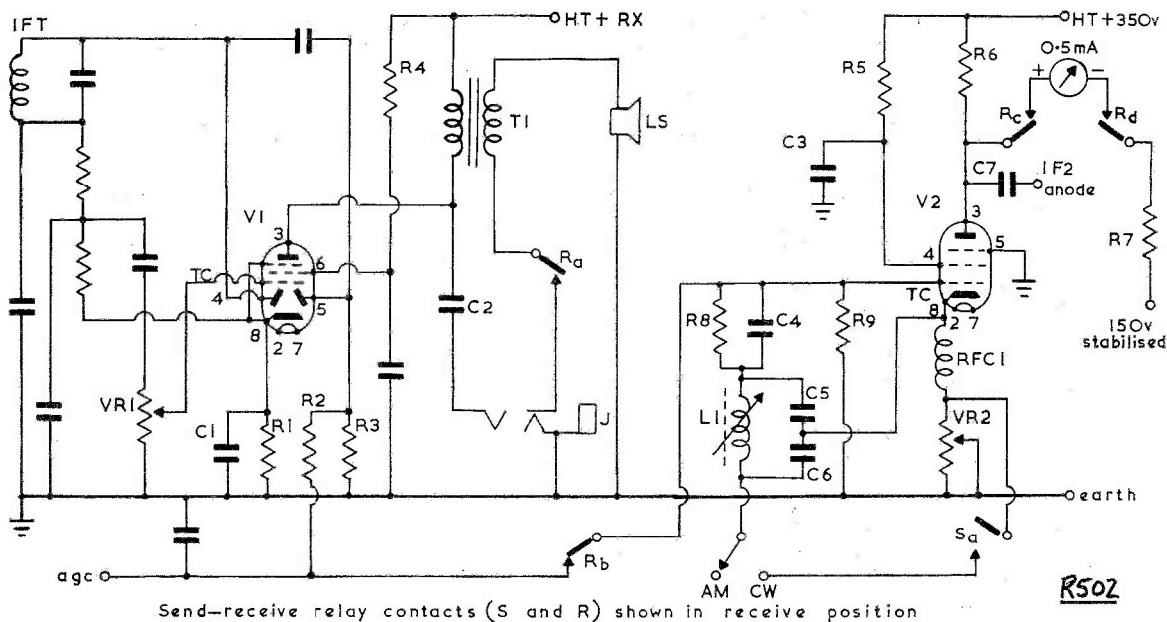 IFT
HT+ RX
HT+350v
R4
R5
R6
0·5mA
+
−
Rc
Rd
T1
LS
C3
C7
IF2
anode
V1
V2
3
3
6
5
R7
TC
4
5
4
TC
Ra
8
2
7
8
2
7
C2
R8
C4
R9
RFC1
150v
stabilised
VR1
C1
R1
R2
R3
J
L1
C5
C6
VR2
earth
agc
Rb
Sa
AM
CW
R502
Send—receive relay contacts (S and R) shown in receive position